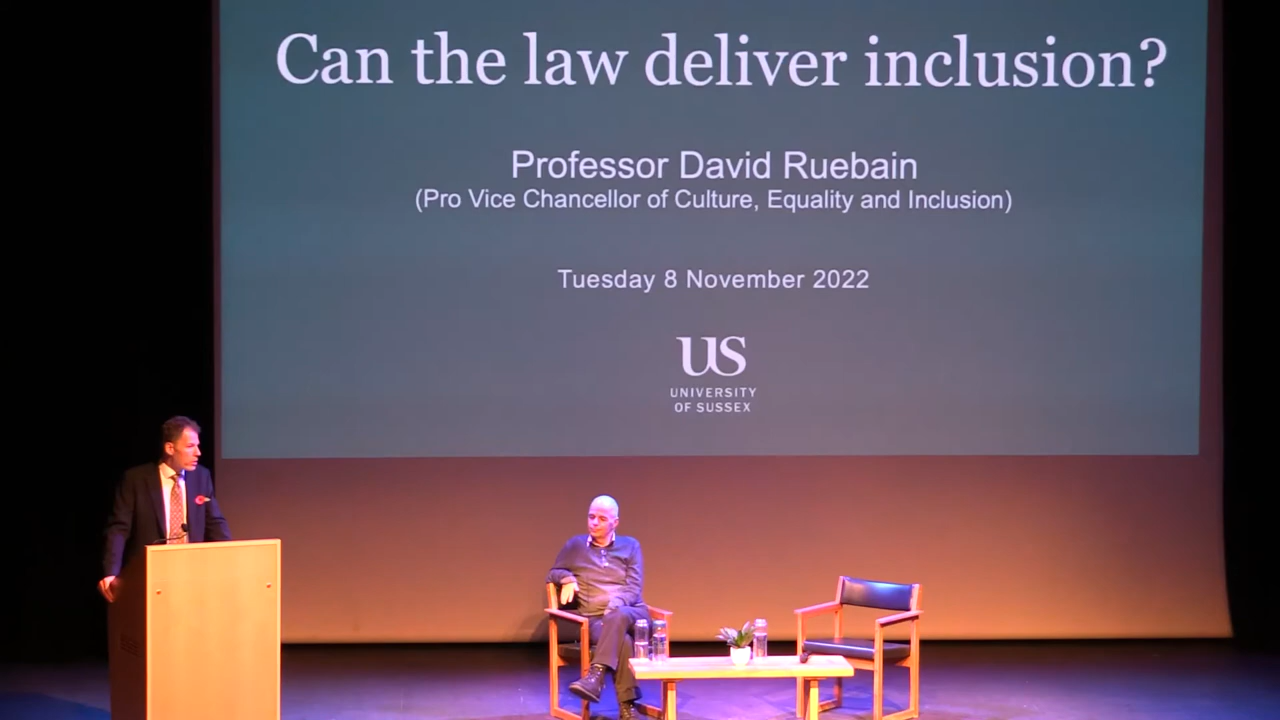 Can the law deliver inclusion?
Professor David Ruebain
(Pro Vice Chancellor of Culture, Equality and Inclusion)
Tuesday 8 November 2022
US
UNIVERSITY
OF SUSSEX